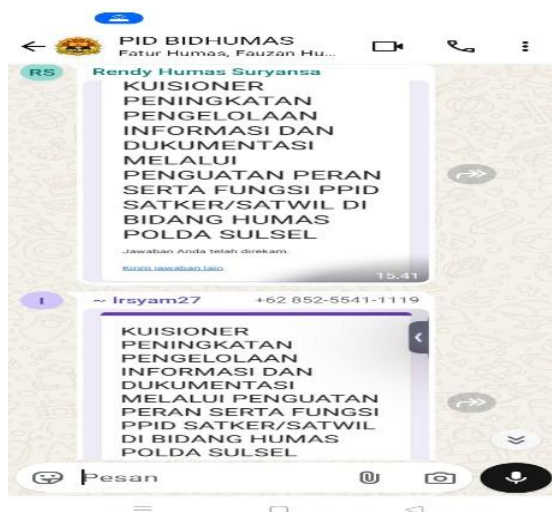 PID BIDHUMAS
Fatur Humas, Fauzan Hu...
RS
Rendy Humas Suryansa
KUISIONER
PENINGKATAN
PENGELOLAAN
INFORMASI DAN
DUKUMENTASI
MELALUI
PENGUATAN PERAN
SERTA FUNGSI PPID
SATKER/SATWIL DI
BIDANG HUMAS
POLDA SULSEL
Jawaban Anda telah direkam.
Kirim jawaban lain
15.41
I
~ Irsyam27 +62 852-5541-1119
KUISIONER
PENINGKATAN
PENGELOLAAN
INFORMASI DAN
DUKUMENTASI
MELALUI PENGUATAN
PERAN SERTA FUNGSI
PPID SATKER/SATWIL
DI BIDANG HUMAS
POLDA SULSEL
Pesan